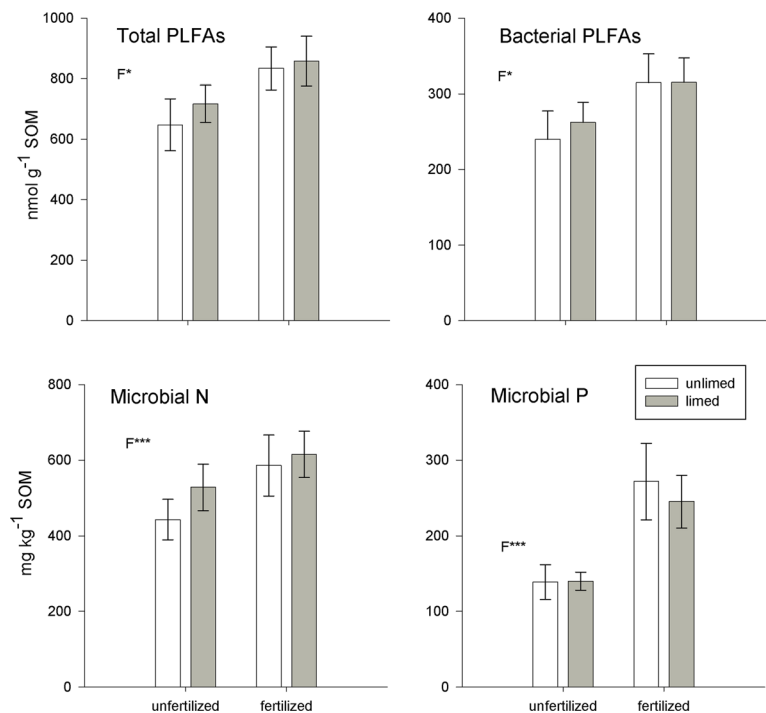 Total PLFAs
F*
1000
800
600
400
200
0
nmol g⁻¹ SOM
Bacterial PLFAs
F*
400
300
200
100
0
Microbial N
F***
800
600
400
200
0
mg kg⁻¹ SOM
unfertilized fertilized
Microbial P
unlimed
limed
F***
400
300
200
100
0
unfertilized fertilized